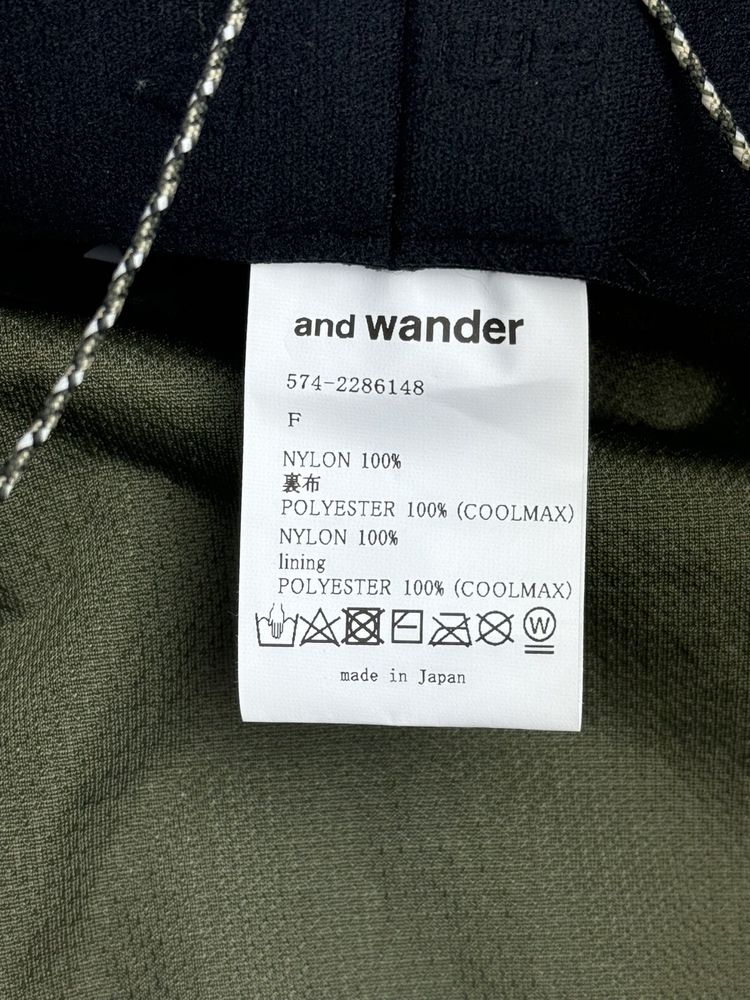 and wander
574-2286148
F
NYLON 100%
裏布
POLYESTER 100% (COOLMAX)
NYLON 100%
lining
POLYESTER 100% (COOLMAX)
W
made in Japan